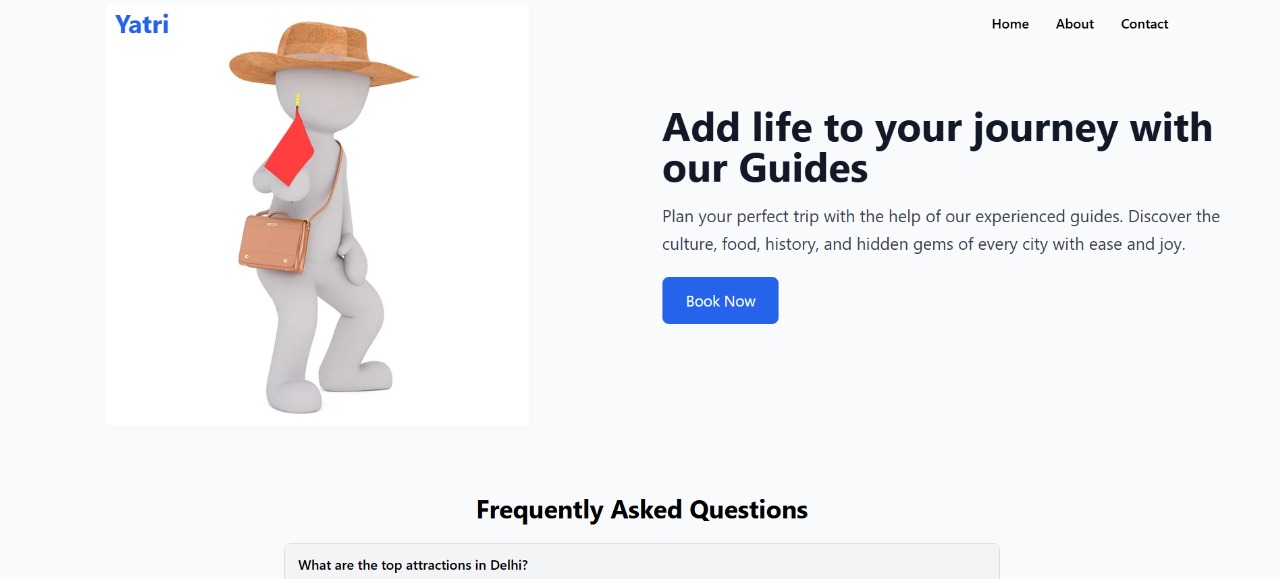 Yatri
Home
About
Contact
Add life to your journey with
our Guides
Plan your perfect trip with the help of our experienced guides. Discover the
culture, food, history, and hidden gems of every city with ease and joy.
Book Now
Frequently Asked Questions
What are the top attractions in Delhi?